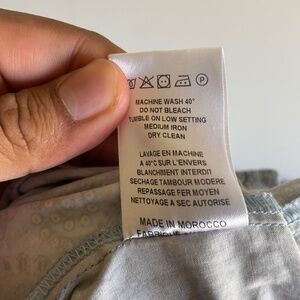 P
MACHINE WASH 40°
DO NOT BLEACH
TUMBLE ON LOW SETTING
MEDIUM IRON
DRY CLEAN
LAVAGE EN MACHINE
A 40°C SUR L'ENVERS
BLANCHIMENT INTERDIT
SECHAGE TAMBOUR MODERE
REPASSAGE FER MOYEN
NETTOYAGE A SEC AUTORISE
MADE IN MOROCCO